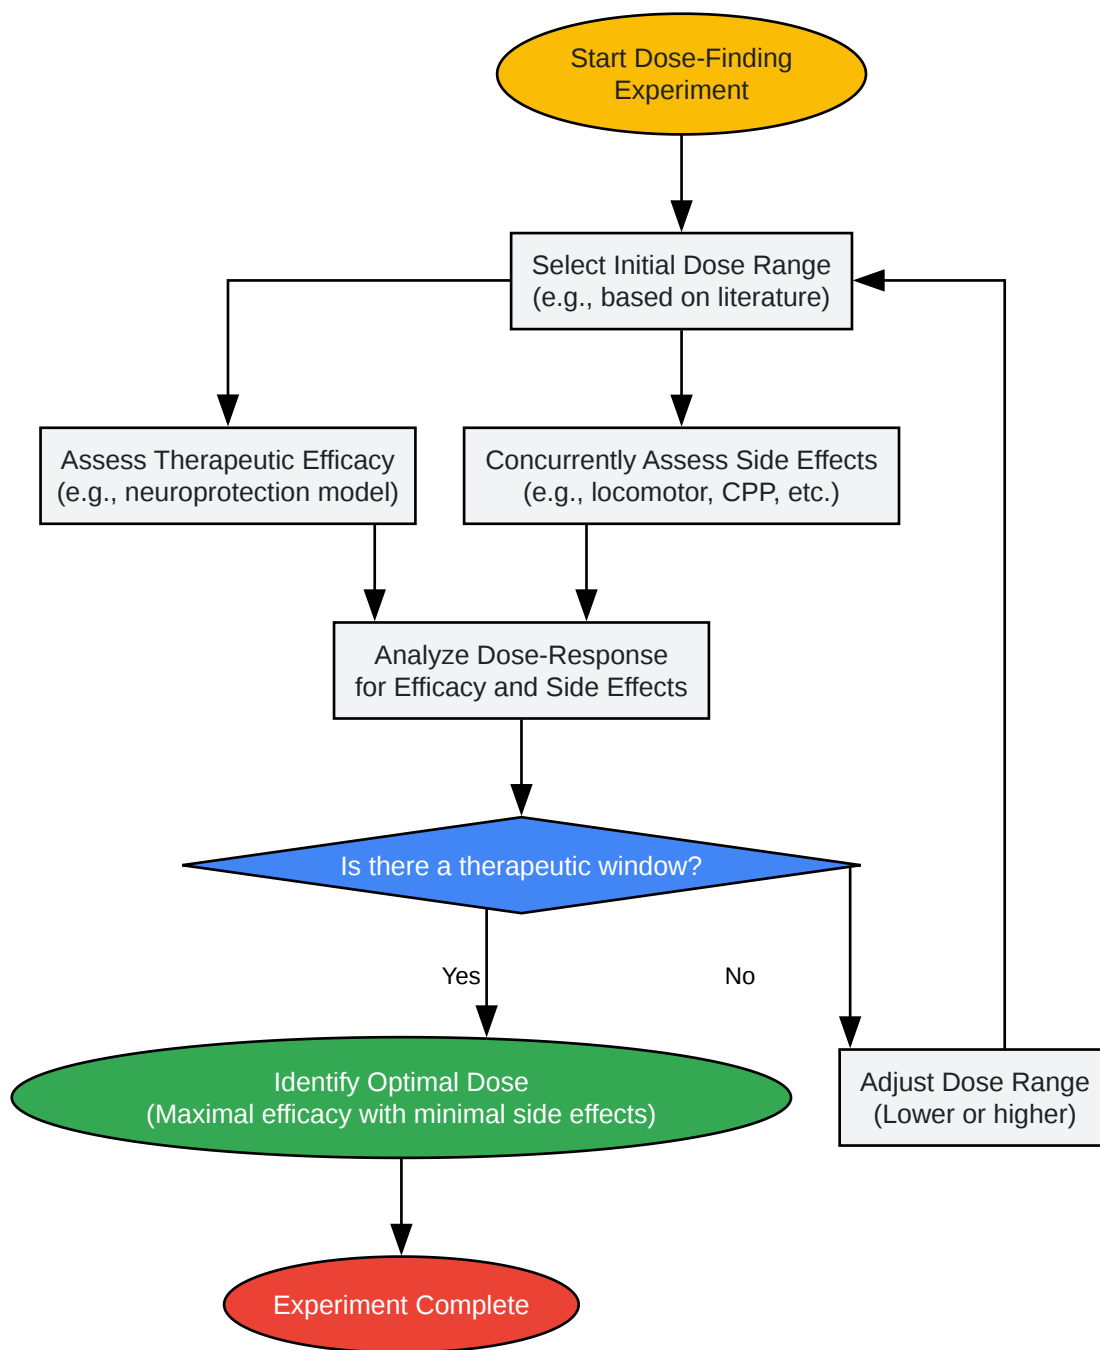 Start Dose-Finding
Experiment
Select Initial Dose Range
(e.g., based on literature)
Assess Therapeutic Efficacy
(e.g., neuroprotection model)
Concurrently Assess Side Effects
(e.g., locomotor, CPP, etc.)
Analyze Dose-Response
for Efficacy and Side Effects
Is there a therapeutic window?
Yes
No
Identify Optimal Dose
(Maximal efficacy with minimal side effects)
Adjust Dose Range
(Lower or higher)
Experiment Complete